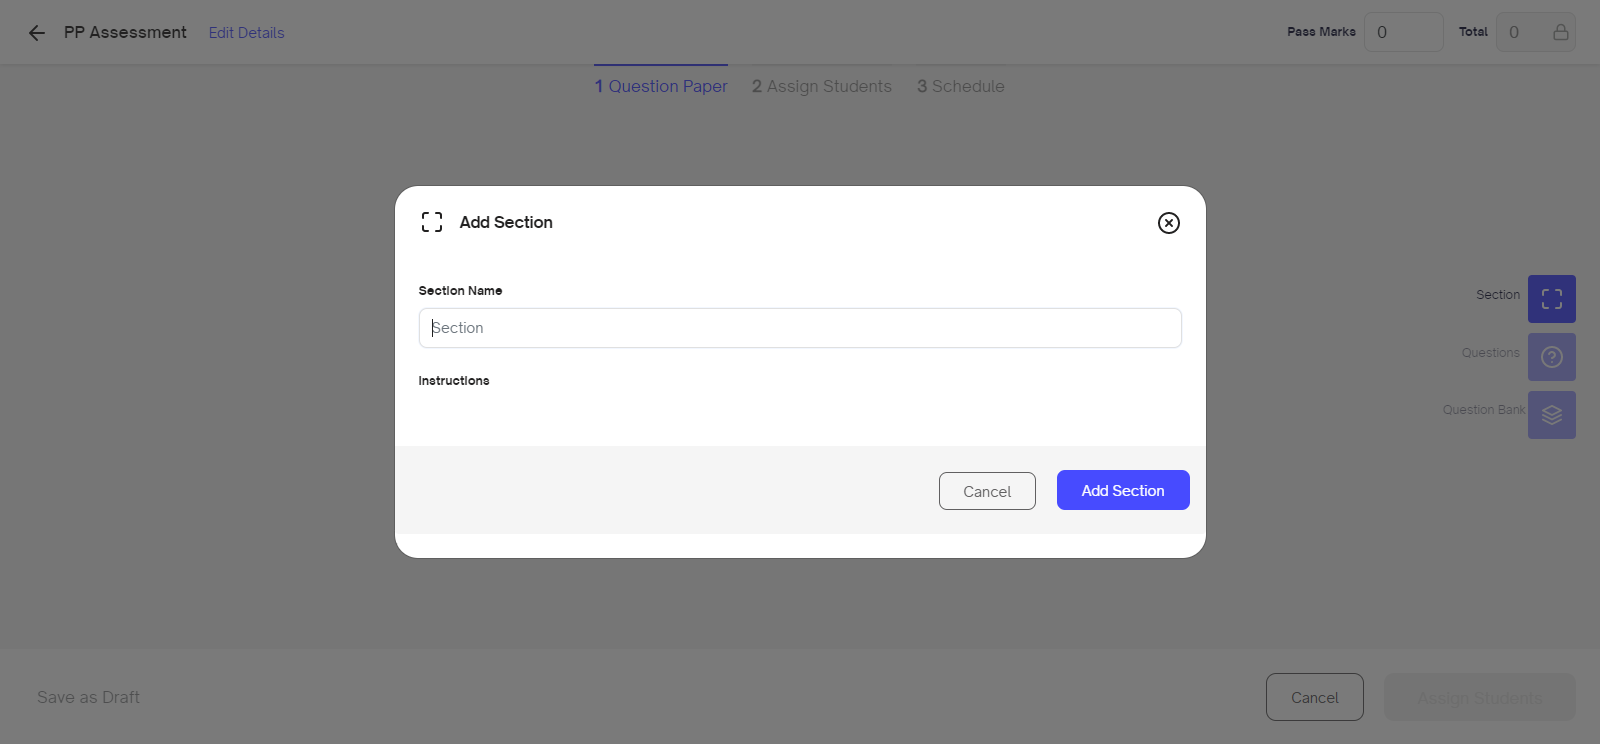 PP Assessment Edit Details Pass Marks 0 Total 0
1 Question Paper 2 Assign Students 3 Schedule
Add Section
Section Name
Section
Instructions
Cancel Add Section
Section
Questions
Question Bank
Save as Draft Cancel Assign Students